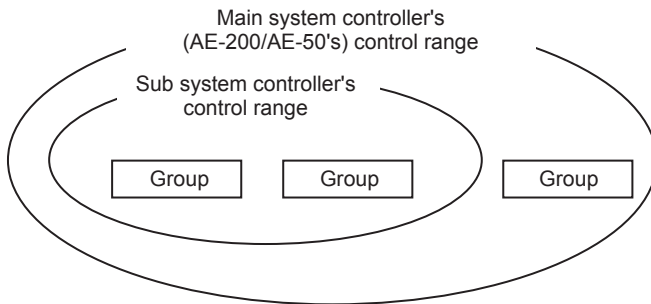 Main system controller's
(AE-200/AE-50's) control range
Sub system controller's
control range
Group
Group
Group